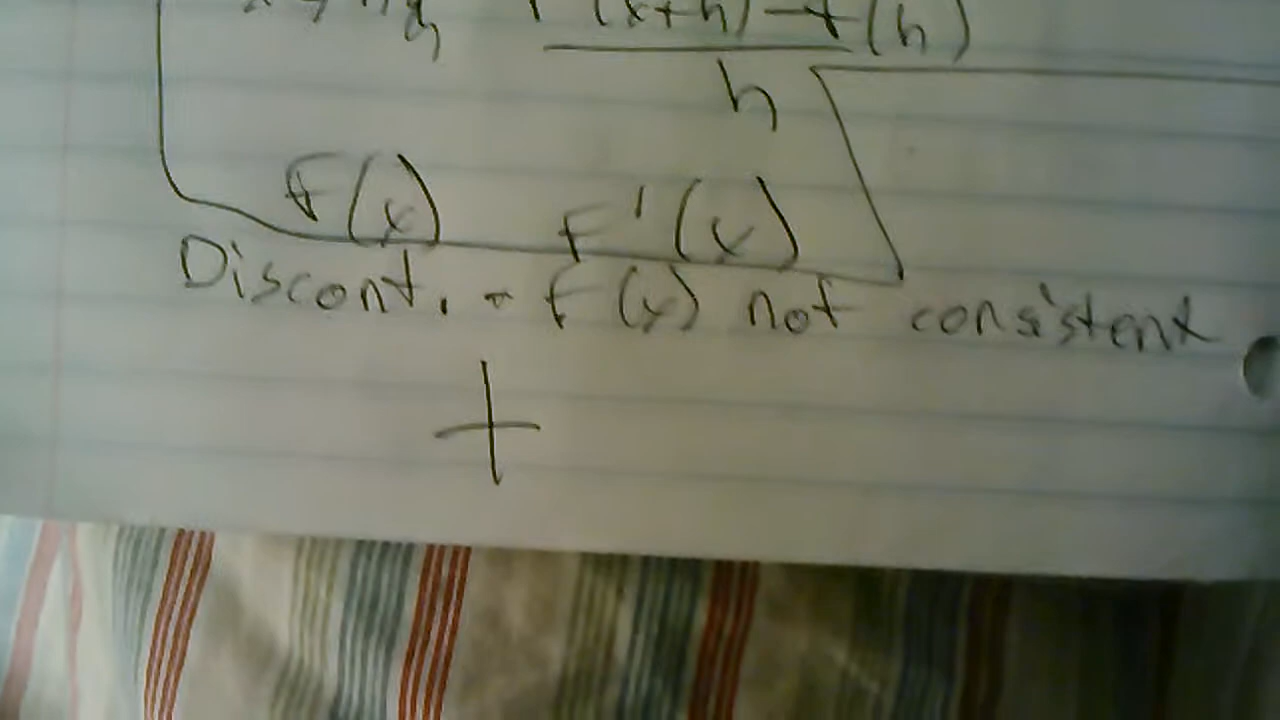 (x+h)-f(h)
h
F(x) F'(x)
Discont. - f(x) not consistent
+